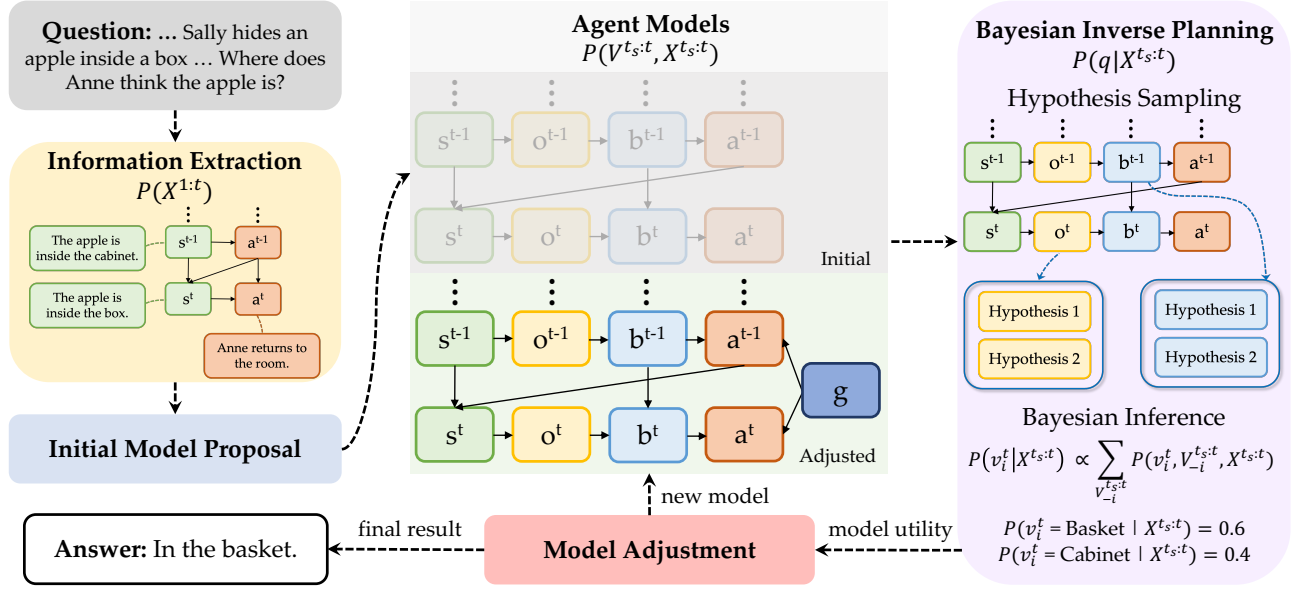 Question: ... Sally hides an
apple inside a box ... Where does
Anne think the apple is?
Information Extraction
P(X^{1:t})
The apple is
inside the cabinet.
s^{t-1}
a^{t-1}
The apple is
inside the box.
s^t
a^t
Anne returns to
the room.
Initial Model Proposal
Answer: In the basket.
Agent Models
P(V^{t_s:t}, X^{t_s:t})
s^{t-1} o^{t-1} b^{t-1} a^{t-1}
s^t o^t b^t a^t
Initial
s^{t-1} o^{t-1} b^{t-1} a^{t-1}
g
s^t o^t b^t a^t
Adjusted
new model
final result
Model Adjustment
model utility
Bayesian Inverse Planning
P(q|X^{t_s:t})
Hypothesis Sampling
s^{t-1} o^{t-1} b^{t-1} a^{t-1}
s^t o^t b^t a^t
Hypothesis 1
Hypothesis 2
Hypothesis 1
Hypothesis 2
Bayesian Inference
P(v_i^t|X^{t_s:t}) ∝ ∑_{V_{-i}^{t_s:t}} P(v_i^t, V_{-i}^{t_s:t}, X^{t_s:t})
P(v_i^t = Basket | X^{t_s:t}) = 0.6
P(v_i^t = Cabinet | X^{t_s:t}) = 0.4